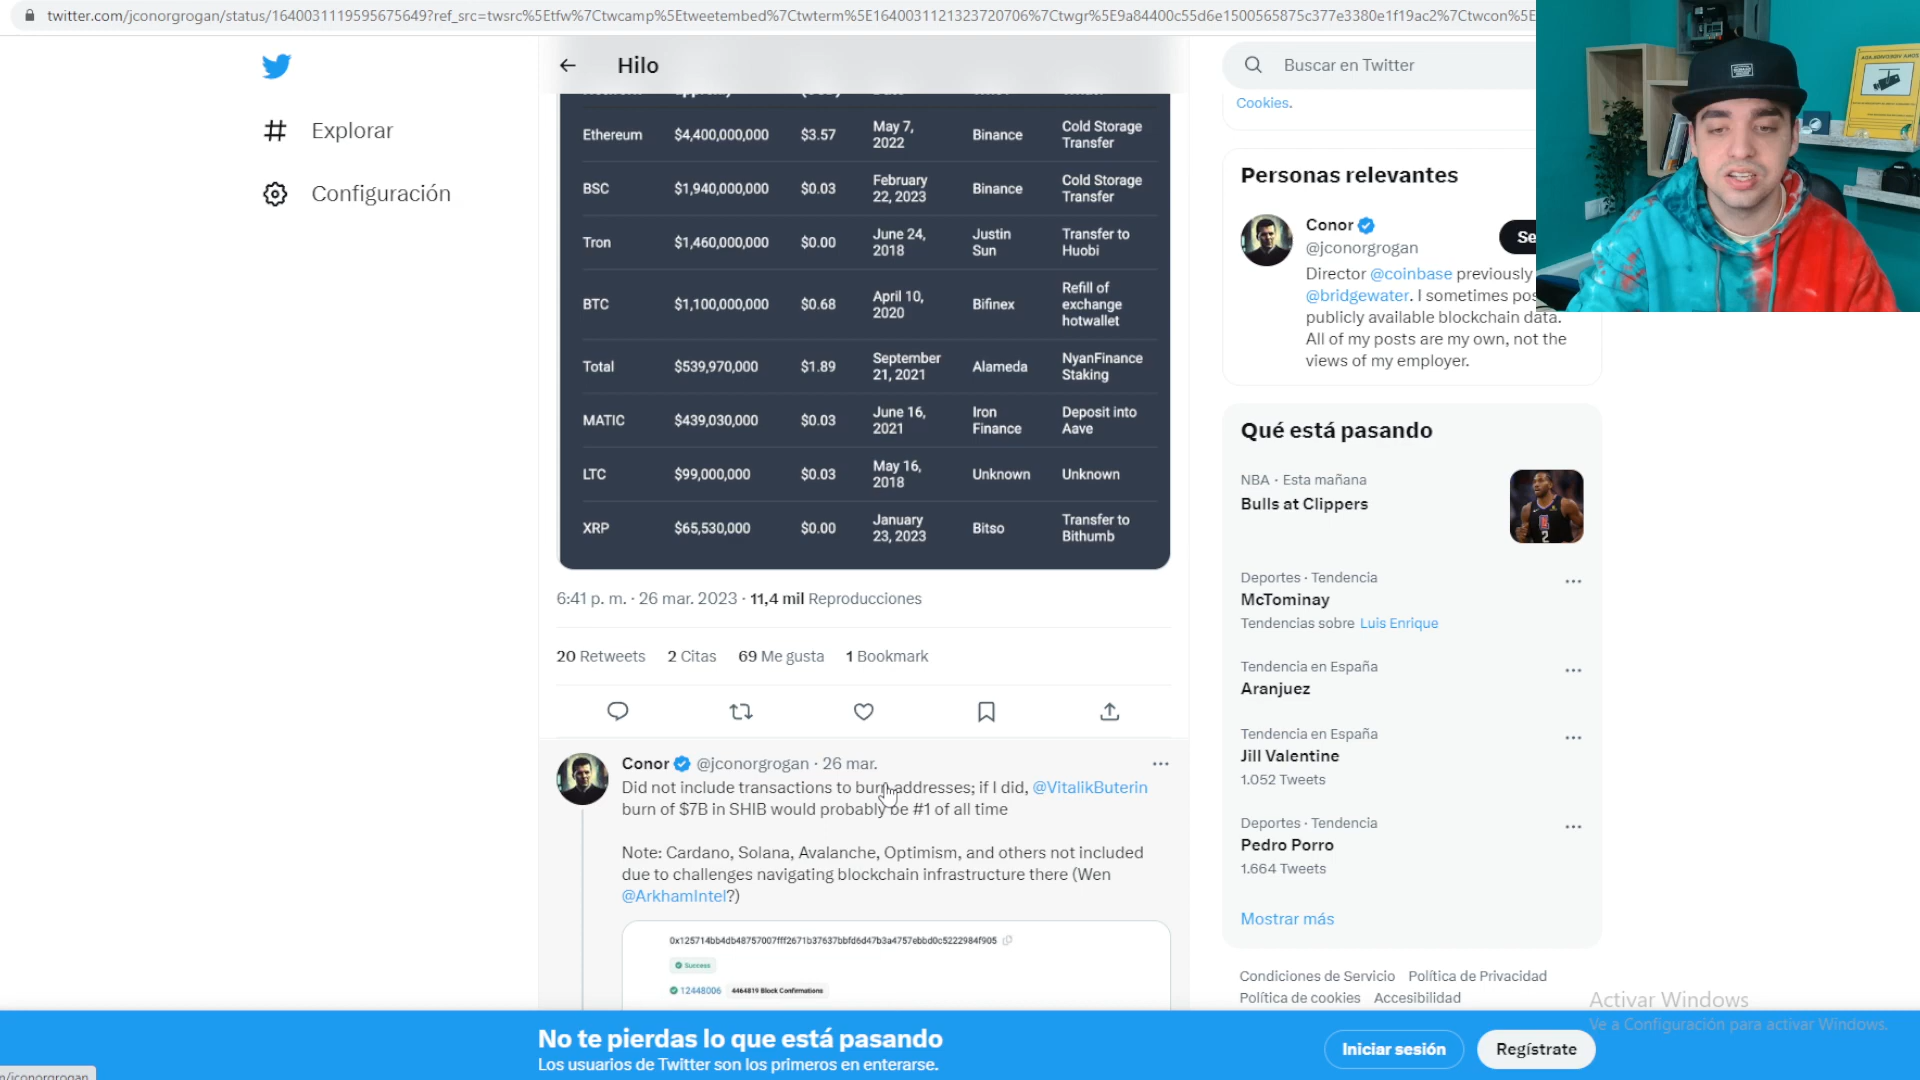 twitter.com/jconorgrogan/status/1640031119595675649?ref_src=twsrc%5Etfw%7Ctwcamp%5Etweetembed%7Ctwterm%5E1640031121323720706%7Ctwgr%5E9a84400c55d6e1500565875c377e3380e1f19ac2%7Ctwcon%5E
Explorar
Configuración
Hilo
Ethereum $4,400,000,000 $3.57 May 7, 2022 Binance Cold Storage Transfer
BSC $1,940,000,000 $0.03 February 22, 2023 Binance Cold Storage Transfer
Tron $1,460,000,000 $0.00 June 24, 2018 Justin Sun Transfer to Huobi
BTC $1,100,000,000 $0.68 April 10, 2020 Bifinex Refill of exchange hotwallet
Total $539,970,000 $1.89 September 21, 2021 Alameda NyanFinance Staking
MATIC $439,030,000 $0.03 June 16, 2021 Iron Finance Deposit into Aave
LTC $99,000,000 $0.03 May 16, 2018 Unknown Unknown
XRP $65,530,000 $0.00 January 23, 2023 Bitso Transfer to Bithumb
6:41 p. m. · 26 mar. 2023 · 11,4 mil Reproducciones
20 Retweets 2 Citas 69 Me gusta 1 Bookmark
Conor @jconorgrogan · 26 mar.
Did not include transactions to burn addresses; if I did, @VitalikButerin
burn of $7B in SHIB would probably be #1 of all time
Note: Cardano, Solana, Avalanche, Optimism, and others not included
due to challenges navigating blockchain infrastructure there (Wen
@ArkhamIntel?)
0x125714bb4db48757007fff2671b37637bbfd6d47b3a4757ebbd0c5222984f905
Success
12448006 4464819 Block Confirmations
Buscar en Twitter
Cookies.
Personas relevantes
Conor
@jconorgrogan
Se
Director @coinbase previously
@bridgewater. I sometimes pos
publicly available blockchain data.
All of my posts are my own, not the
views of my employer.
Qué está pasando
NBA · Esta mañana
Bulls at Clippers
Deportes · Tendencia
McTominay
Tendencias sobre Luis Enrique
Tendencia en España
Aranjuez
Tendencia en España
Jill Valentine
1.052 Tweets
Deportes · Tendencia
Pedro Porro
1.664 Tweets
Mostrar más
Condiciones de Servicio Política de Privacidad
Política de cookies Accesibilidad
Activar Windows
Ve a Configuración para activar Windows.
No te pierdas lo que está pasando
Los usuarios de Twitter son los primeros en enterarse.
Iniciar sesión
Regístrate